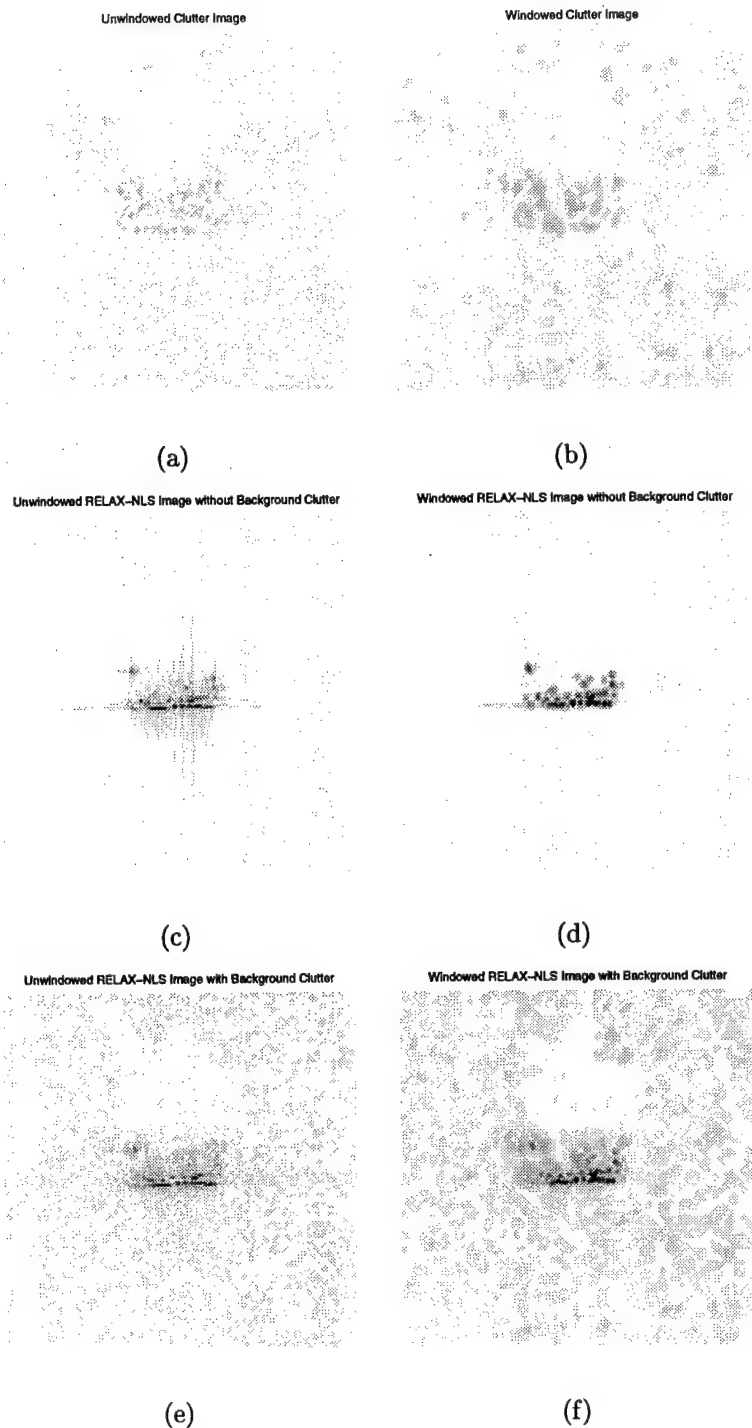 Unwindowed Clutter Image
Windowed Clutter Image
(a)
(b)
Unwindowed RELAX–NLS Image without Background Clutter
Windowed RELAX–NLS Image without Background Clutter
(c)
(d)
Unwindowed RELAX–NLS Image with Background Clutter
Windowed RELAX–NLS Image with Background Clutter
(e)
(f)